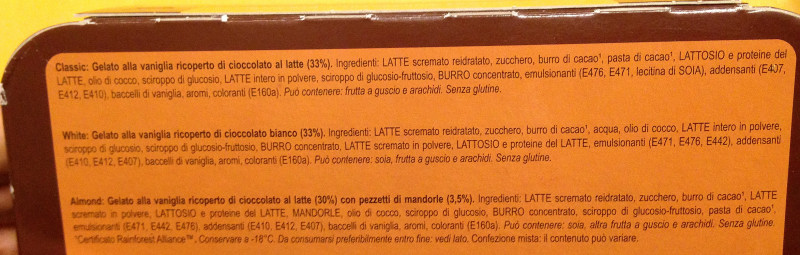 Classic: Gelato alla vaniglia ricoperto di cioccolato al latte (33%). Ingredienti: LATTE scremato reidratato, zucchero, burro di cacao¹, pasta di cacao¹, LATTOSIO e proteine del
LATTE, olio di cocco, sciroppo di glucosio, LATTE intero in polvere, sciroppo di glucosio-fruttosio, BURRO concentrato, emulsionanti (E476, E471, lecitina di SOIA), addensanti (E407,
E412, E410), baccelli di vaniglia, aromi, coloranti (E160a). Può contenere: frutta a guscio e arachidi. Senza glutine.
White: Gelato alla vaniglia ricoperto di cioccolato bianco (33%). Ingredienti: LATTE scremato reidratato, zucchero, burro di cacao¹, acqua, olio di cocco, LATTE intero in polvere,
sciroppo di glucosio, sciroppo di glucosio-fruttosio, BURRO concentrato, LATTE scremato in polvere, LATTOSIO e proteine del LATTE, emulsionanti (E471, E476, E442), addensanti
(E410, E412, E407), baccelli di vaniglia, aromi, coloranti (E160a). Può contenere: soia, frutta a guscio e arachidi. Senza glutine.
Almond: Gelato alla vaniglia ricoperto di cioccolato al latte (30%) con pezzetti di mandorle (3,5%). Ingredienti: LATTE scremato reidratato, zucchero, burro di cacao¹, LATTE
scremato in polvere, LATTOSIO e proteine del LATTE, MANDORLE, olio di cocco, sciroppo di glucosio, BURRO concentrato, sciroppo di glucosio-fruttosio, pasta di cacao¹,
emulsionanti (E471, E442, E476), addensanti (E410, E412, E407), baccelli di vaniglia, aromi, coloranti (E160a). Può contenere: soia, altra frutta a guscio e arachidi. Senza glutine.
¹Certificato Rainforest Alliance™. Conservare a -18°C. Da consumarsi preferibilmente entro fine: vedi lato. Confezione mista: il contenuto può variare.